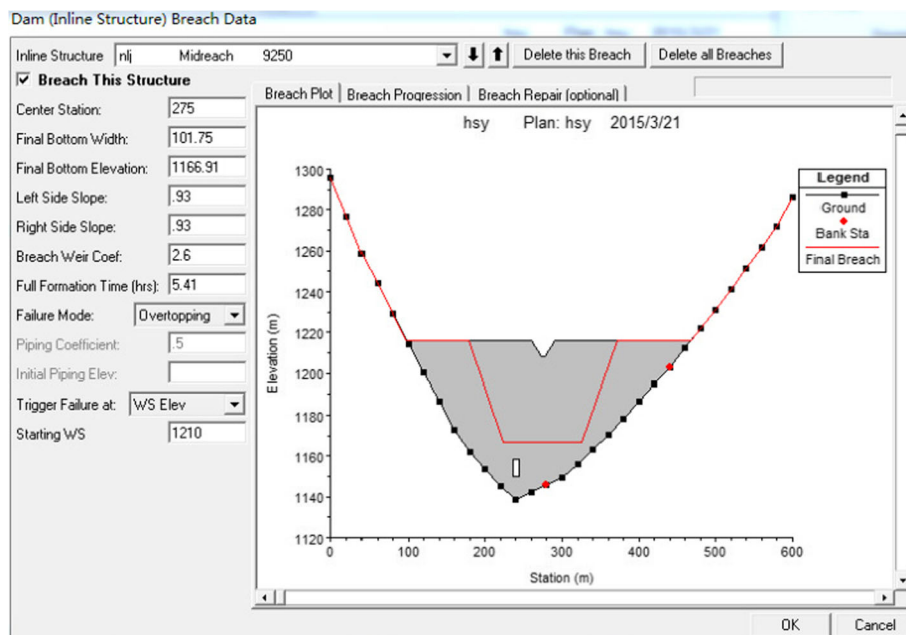 Dam (Inline Structure) Breach Data
Inline Structure nlj Midreach 9250 Delete this Breach Delete all Breaches
Breach This Structure
Breach Plot Breach Progression Breach Repair (optional)
Center Station: 275
Final Bottom Width: 101.75
Final Bottom Elevation: 1166.91
Left Side Slope: .93
Right Side Slope: .93
Breach Weir Coef: 2.6
Full Formation Time (hrs): 5.41
Failure Mode: Overtopping
Piping Coefficient: .5
Initial Piping Elev:
Trigger Failure at: WS Elev
Starting WS 1210
hsy Plan: hsy 2015/3/21
Elevation (m)
1300
1280
1260
1240
1220
1200
1180
1160
1140
1120
0 100 200 300 400 500 600
Station (m)
Legend
Ground
Bank Sta
Final Breach
OK Cancel